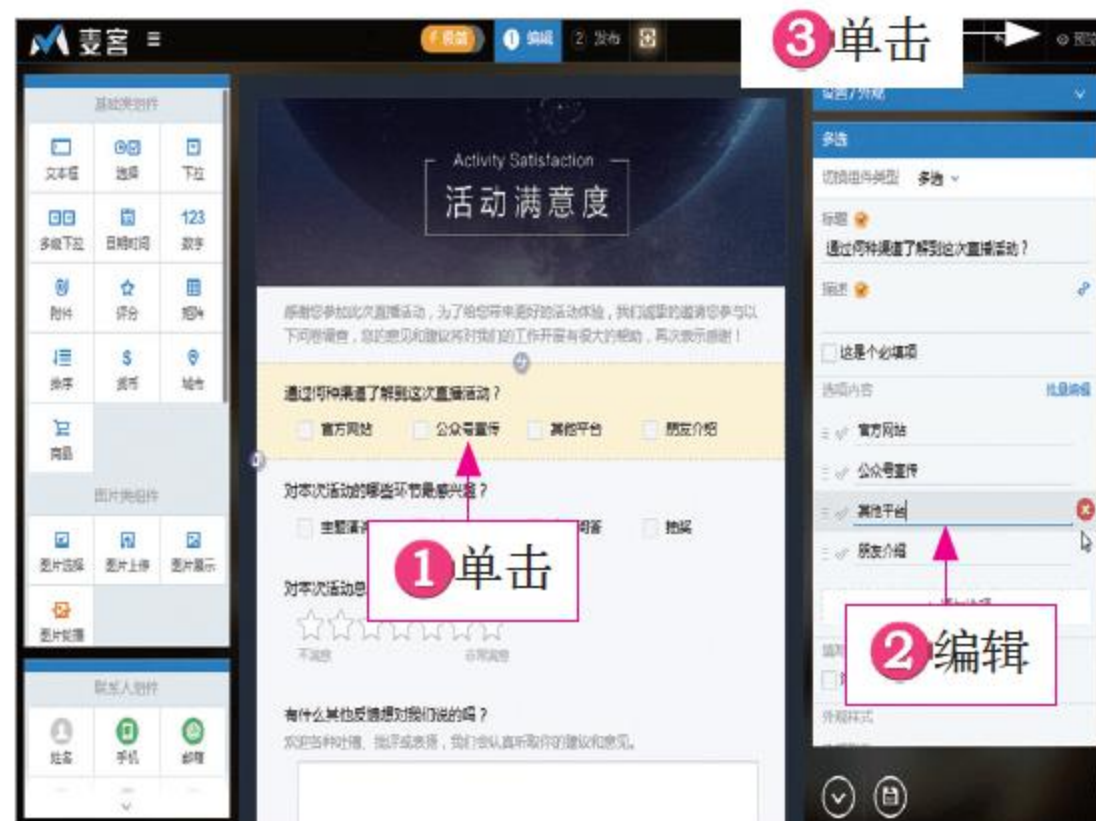 麦客
1 编辑
2 发布
3 单击
预览
基础类组件
文本框 选择 下拉
多级下拉 日期时间 123 数字
附件 评分 矩阵
排序 货币 城市
商品
图片类组件
图片选择 图片上传 图片展示
图片轮播
联系人组件
姓名 手机 邮箱
Activity Satisfaction
活动满意度
感谢您参加此次直播活动，为了给您带来更好的活动体验，我们诚挚的邀请您参与以
下问卷调查，您的意见和建议将对我们的工作开展有很大的帮助，再次表示感谢！
通过何种渠道了解到这次直播活动？
官方网站 公众号宣传 其他平台 朋友介绍
对本次活动的哪些环节最感兴趣？
主题演讲 抽奖
1 单击
对本次活动总
不满意 非常满意
有什么其他反馈想对我们说的吗？
欢迎各种吐槽、批评或表扬，我们会认真听取你的建议和意见。
设置/外观
多选
切换组件类型 多选
标题
通过何种渠道了解到这次直播活动？
描述
这是个必填项
选项内容 批量编辑
官方网站
公众号宣传
其他平台
朋友介绍
2 编辑
外观样式